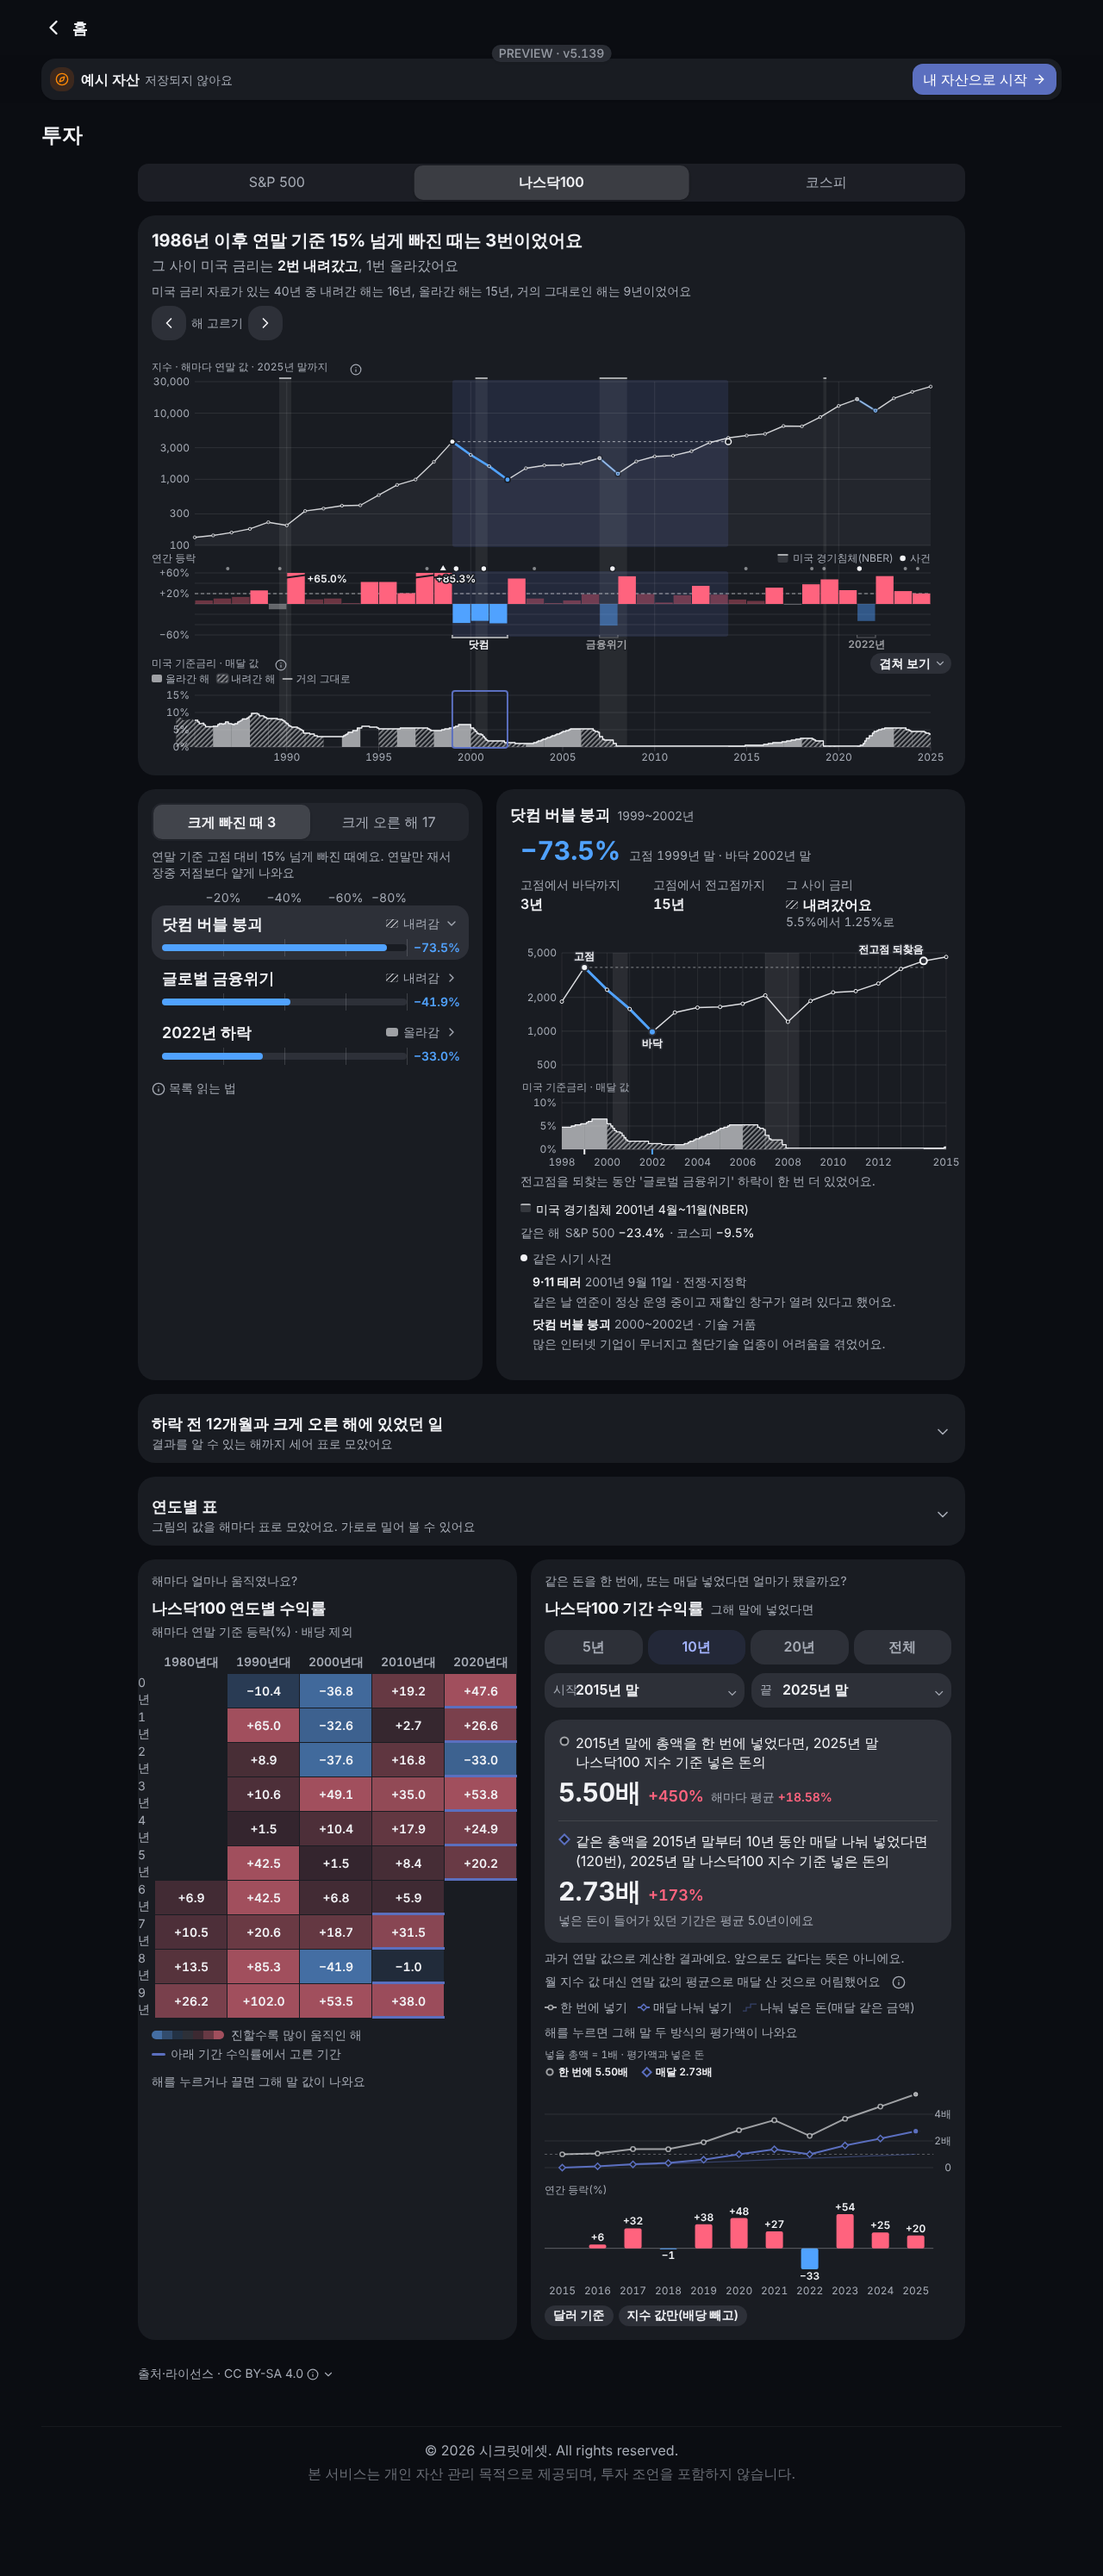 홈
PREVIEW · v5.139
예시 자산 저장되지 않아요
내 자산으로 시작
투자
S&P 500
나스닥100
코스피
1986년 이후 연말 기준 15% 넘게 빠진 때는 3번이었어요
그 사이 미국 금리는 2번 내려갔고, 1번 올라갔어요
미국 금리 자료가 있는 40년 중 내려간 해는 16년, 올라간 해는 15년, 거의 그대로인 해는 9년이었어요
해 고르기
지수 · 해마다 연말 값 · 2025년 말까지
30,000
10,000
3,000
1,000
300
100
연간 등락
미국 경기침체(NBER) 사건
+60%
+65.0% +85.3%
+20%
−60%
닷컴 금융위기 2022년
미국 기준금리 · 매달 값
겹쳐 보기
올라간 해 내려간 해 거의 그대로
15%
10%
5%
0%
1990 1995 2000 2005 2010 2015 2020 2025
크게 빠진 때 3
크게 오른 해 17
연말 기준 고점 대비 15% 넘게 빠진 때예요. 연말만 재서
장중 저점보다 얕게 나와요
−20% −40% −60% −80%
닷컴 버블 붕괴 내려감
−73.5%
글로벌 금융위기 내려감
−41.9%
2022년 하락 올라감
−33.0%
목록 읽는 법
닷컴 버블 붕괴 1999~2002년
−73.5% 고점 1999년 말 · 바닥 2002년 말
고점에서 바닥까지 고점에서 전고점까지 그 사이 금리
3년 15년 내려갔어요
5.5%에서 1.25%로
전고점 되찾음
고점
5,000
2,000
1,000
바닥
500
미국 기준금리 · 매달 값
10%
5%
0%
1998 2000 2002 2004 2006 2008 2010 2012 2015
전고점을 되찾는 동안 '글로벌 금융위기' 하락이 한 번 더 있었어요.
미국 경기침체 2001년 4월~11월(NBER)
같은 해 S&P 500 −23.4% · 코스피 −9.5%
같은 시기 사건
9·11 테러 2001년 9월 11일 · 전쟁·지정학
같은 날 연준이 정상 운영 중이고 재할인 창구가 열려 있다고 했어요.
닷컴 버블 붕괴 2000~2002년 · 기술 거품
많은 인터넷 기업이 무너지고 첨단기술 업종이 어려움을 겪었어요.
하락 전 12개월과 크게 오른 해에 있었던 일
결과를 알 수 있는 해까지 세어 표로 모았어요
연도별 표
그림의 값을 해마다 표로 모았어요. 가로로 밀어 볼 수 있어요
해마다 얼마나 움직였나요?
나스닥100 연도별 수익률
해마다 연말 기준 등락(%) · 배당 제외
1980년대 1990년대 2000년대 2010년대 2020년대
0년 −10.4 −36.8 +19.2 +47.6
1년 +65.0 −32.6 +2.7 +26.6
2년 +8.9 −37.6 +16.8 −33.0
3년 +10.6 +49.1 +35.0 +53.8
4년 +1.5 +10.4 +17.9 +24.9
5년 +42.5 +1.5 +8.4 +20.2
6년 +6.9 +42.5 +6.8 +5.9
7년 +10.5 +20.6 +18.7 +31.5
8년 +13.5 +85.3 −41.9 −1.0
9년 +26.2 +102.0 +53.5 +38.0
진할수록 많이 움직인 해
아래 기간 수익률에서 고른 기간
해를 누르거나 끌면 그해 말 값이 나와요
같은 돈을 한 번에, 또는 매달 넣었다면 얼마가 됐을까요?
나스닥100 기간 수익률 그해 말에 넣었다면
5년 10년 20년 전체
시작 2015년 말
끝 2025년 말
2015년 말에 총액을 한 번에 넣었다면, 2025년 말
나스닥100 지수 기준 넣은 돈의
5.50배 +450% 해마다 평균 +18.58%
같은 총액을 2015년 말부터 10년 동안 매달 나눠 넣었다면
(120번), 2025년 말 나스닥100 지수 기준 넣은 돈의
2.73배 +173%
넣은 돈이 들어가 있던 기간은 평균 5.0년이에요
과거 연말 값으로 계산한 결과예요. 앞으로도 같다는 뜻은 아니에요.
월 지수 값 대신 연말 값의 평균으로 매달 산 것으로 어림했어요
한 번에 넣기 매달 나눠 넣기 나눠 넣은 돈(매달 같은 금액)
해를 누르면 그해 말 두 방식의 평가액이 나와요
넣을 총액 = 1배 · 평가액과 넣은 돈
한 번에 5.50배 매달 2.73배
4배
2배
0
연간 등락(%)
+6 +32 −1 +38 +48 +27 −33 +54 +25 +20
2015 2016 2017 2018 2019 2020 2021 2022 2023 2024 2025
달러 기준 지수 값만(배당 빼고)
출처·라이선스 · CC BY-SA 4.0
© 2026 시크릿에셋. All rights reserved.
본 서비스는 개인 자산 관리 목적으로 제공되며, 투자 조언을 포함하지 않습니다.